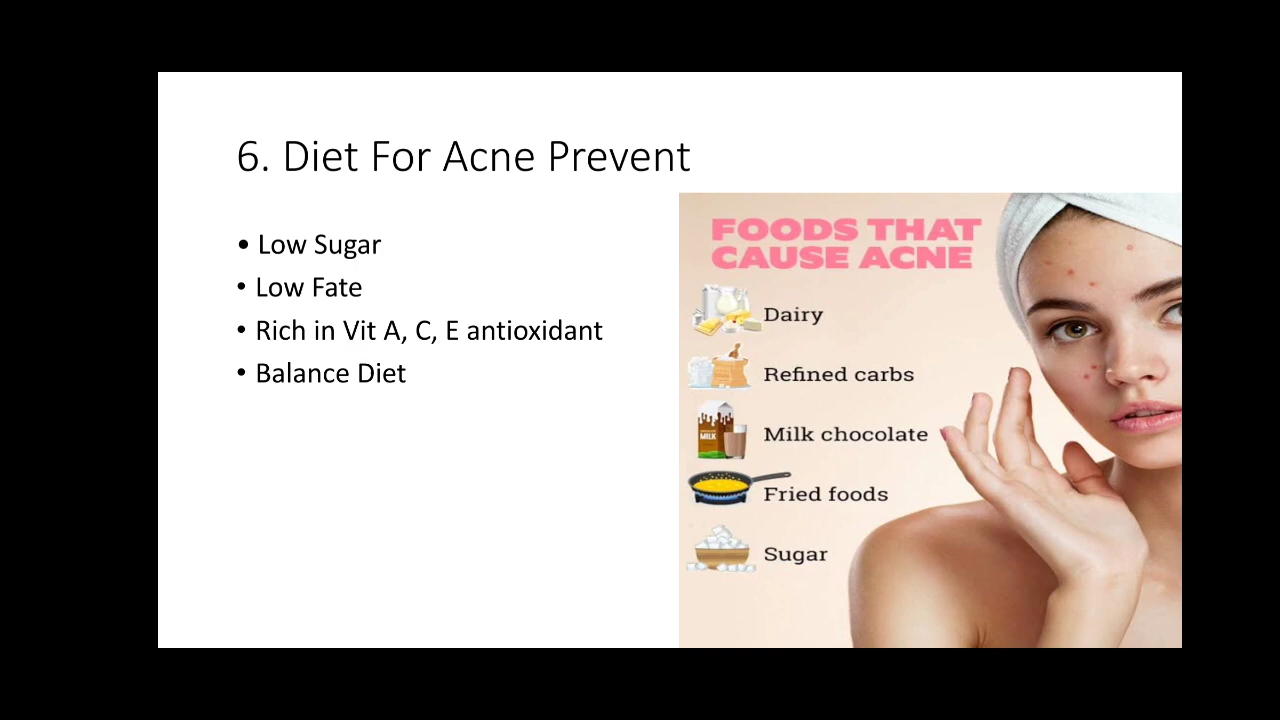 6. Diet For Acne Prevent
• Low Sugar
• Low Fate
• Rich in Vit A, C, E antioxidant
• Balance Diet
FOODS THAT
CAUSE ACNE
Dairy
Refined carbs
Milk chocolate
MILK
Fried foods
Sugar